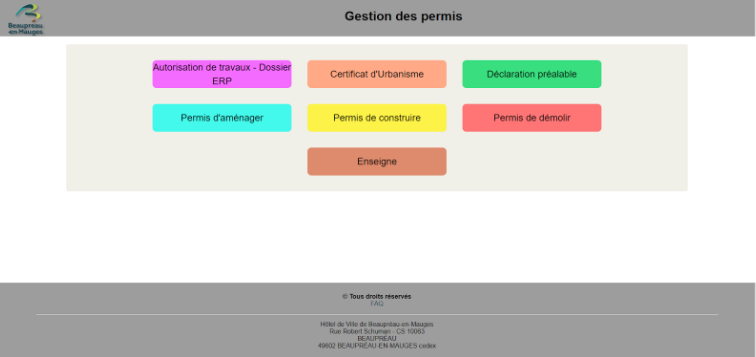 Beaupréau
-en-Mauges
Gestion des permis
Autorisation de travaux - Dossier
ERP
Certificat d'Urbanisme
Déclaration préalable
Permis d'aménager
Permis de construire
Permis de démolir
Enseigne
© Tous droits réservés
FAQ
Hôtel de Ville de Beaupréau-en-Mauges
Rue Robert Schuman - CS 10063
BEAUPREAU
49602 BEAUPREAU-EN-MAUGES cedex